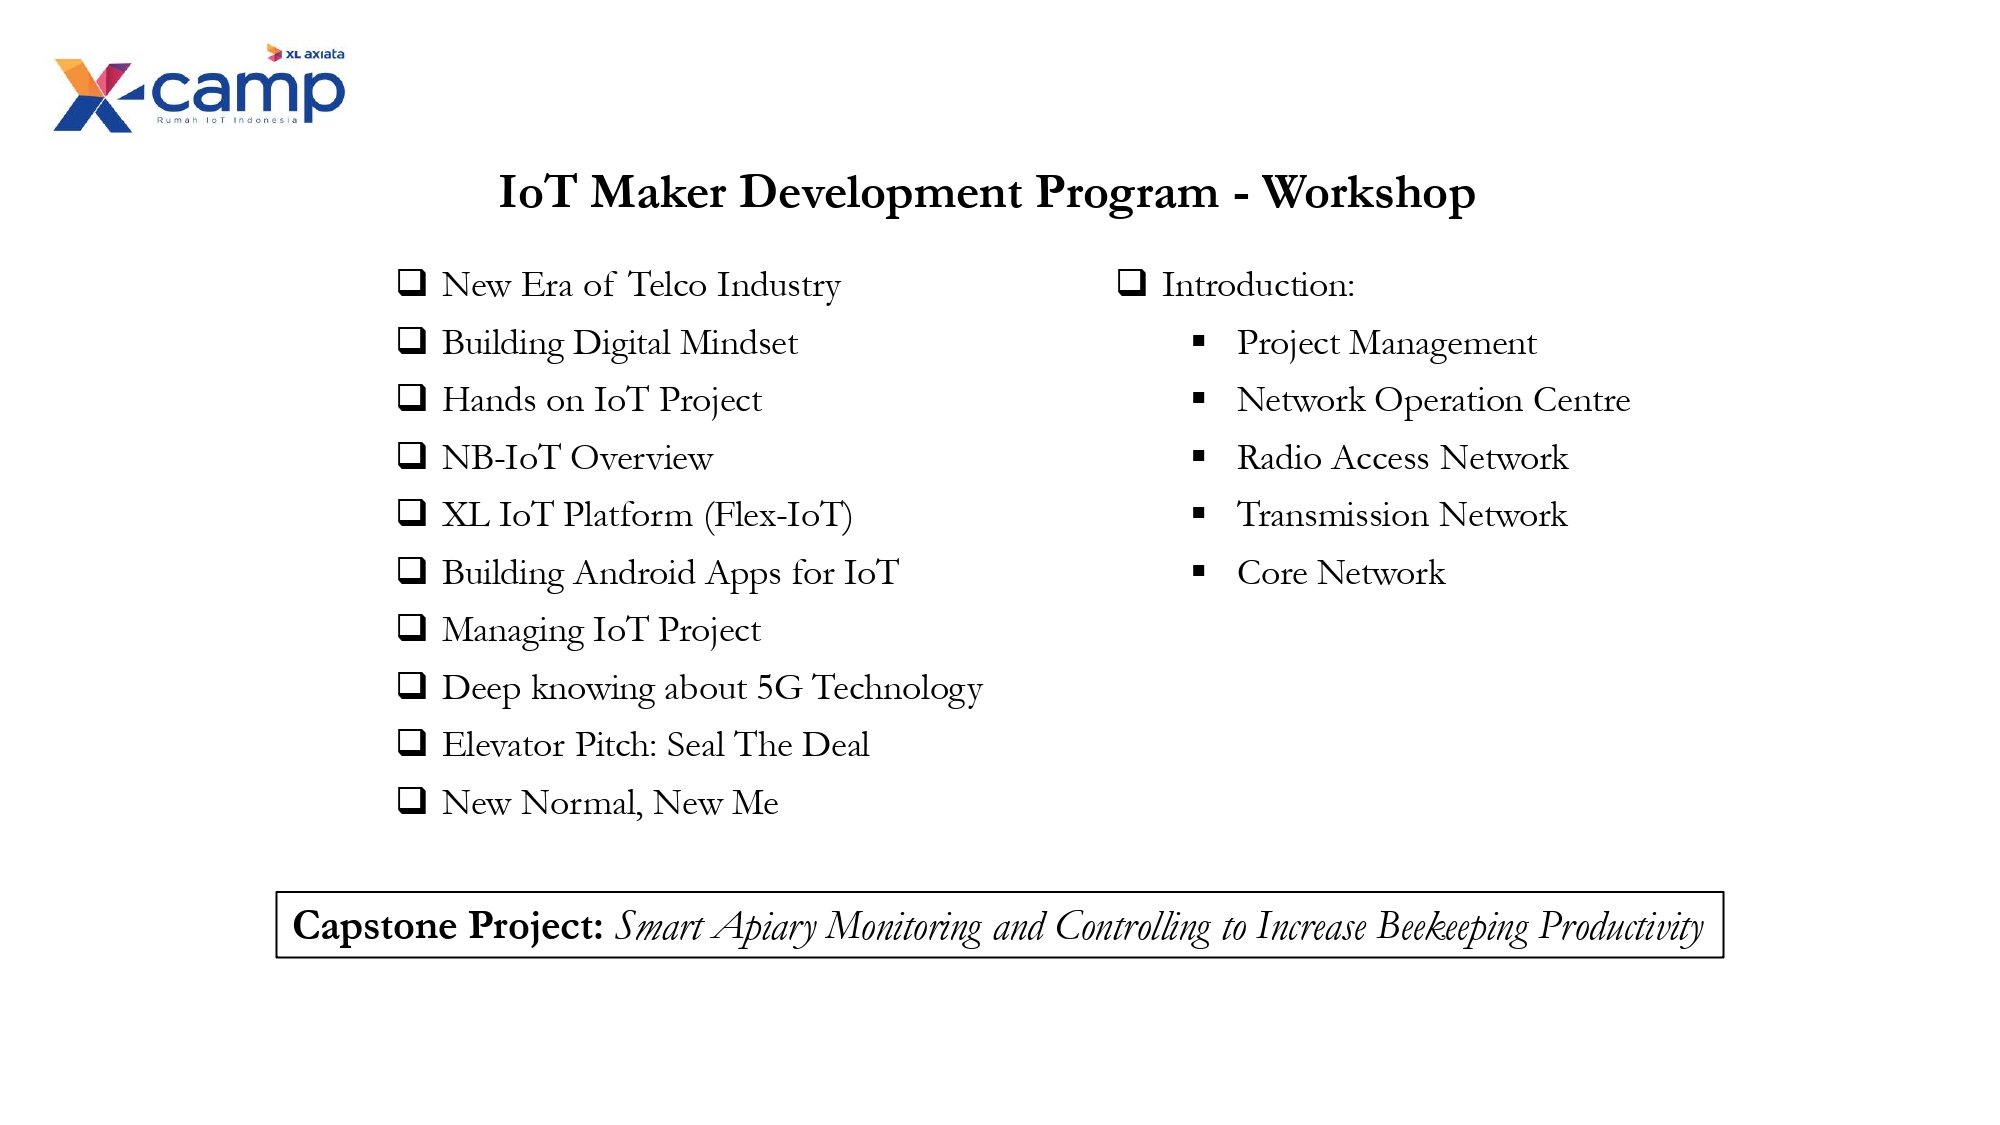 XL axiata
X-camp
Rumah IoT Indonesia
IoT Maker Development Program - Workshop
New Era of Telco Industry
Building Digital Mindset
Hands on IoT Project
NB-IoT Overview
XL IoT Platform (Flex-IoT)
Building Android Apps for IoT
Managing IoT Project
Deep knowing about 5G Technology
Elevator Pitch: Seal The Deal
New Normal, New Me
Introduction:
Project Management
Network Operation Centre
Radio Access Network
Transmission Network
Core Network
Capstone Project: Smart Apiary Monitoring and Controlling to Increase Beekeeping Productivity